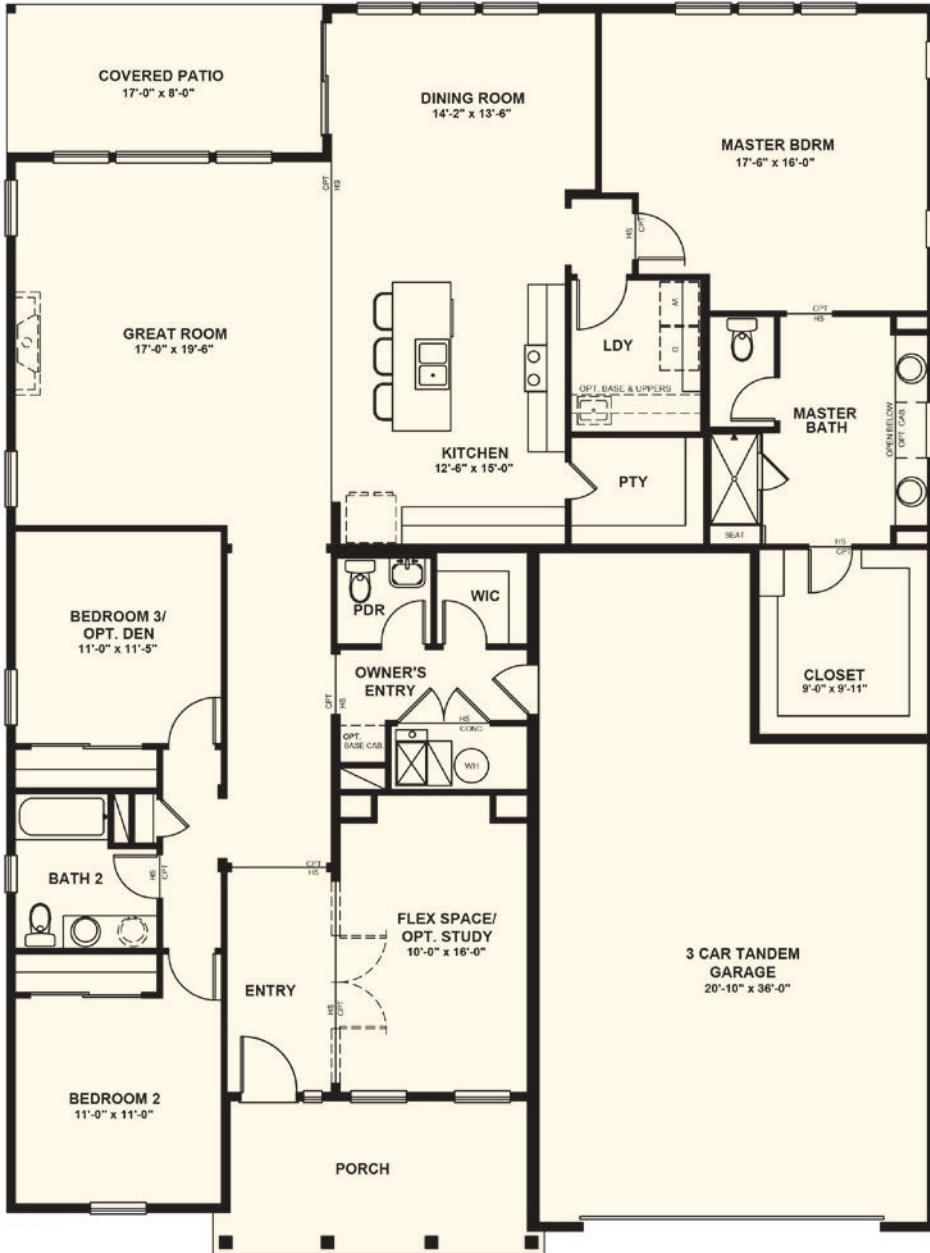 COVERED PATIO
17'-0" x 8'-0"
DINING ROOM
14'-2" x 13'-6"
MASTER BDRM
17'-6" x 16'-0"
CPT
HS
HS
CPT
GREAT ROOM
17'-0" x 19'-6"
W
D
LDY
OPT. BASE & UPPERS
CPT
HS
MASTER
BATH
OPEN BELOW
OPT. CAB.
KITCHEN
12'-6" x 15'-0"
PTY
SEAT
HS
CPT
BEDROOM 3/
OPT. DEN
11'-0" x 11'-5"
PDR
WIC
OWNER'S
ENTRY
CPT
HS
HS
CONC
OPT.
BASE CAB.
WH
CLOSET
9'-0" x 9'-11"
BATH 2
HS
CPT
CPT
HS
FLEX SPACE/
OPT. STUDY
10'-0" x 16'-0"
3 CAR TANDEM
GARAGE
20'-10" x 36'-0"
ENTRY
HS
CPT
BEDROOM 2
11'-0" x 11'-0"
PORCH